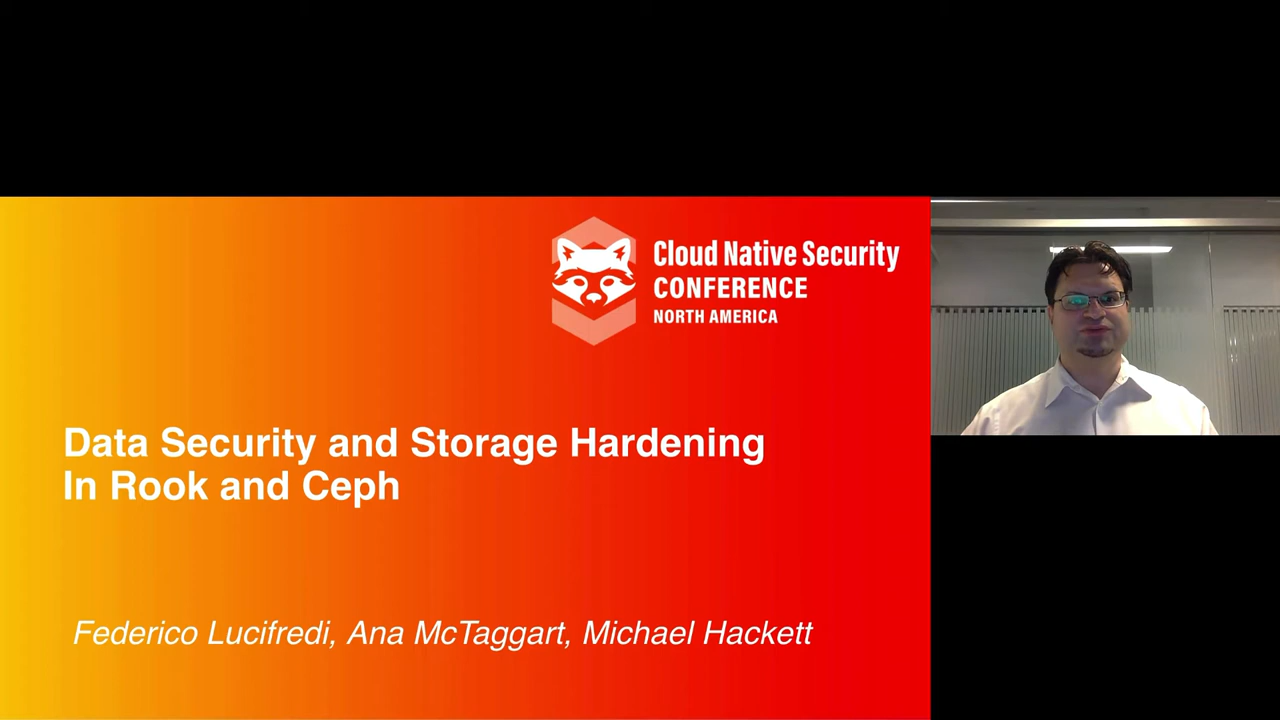 Cloud Native Security
CONFERENCE
NORTH AMERICA
Data Security and Storage Hardening
In Rook and Ceph
Federico Lucifredi, Ana McTaggart, Michael Hackett